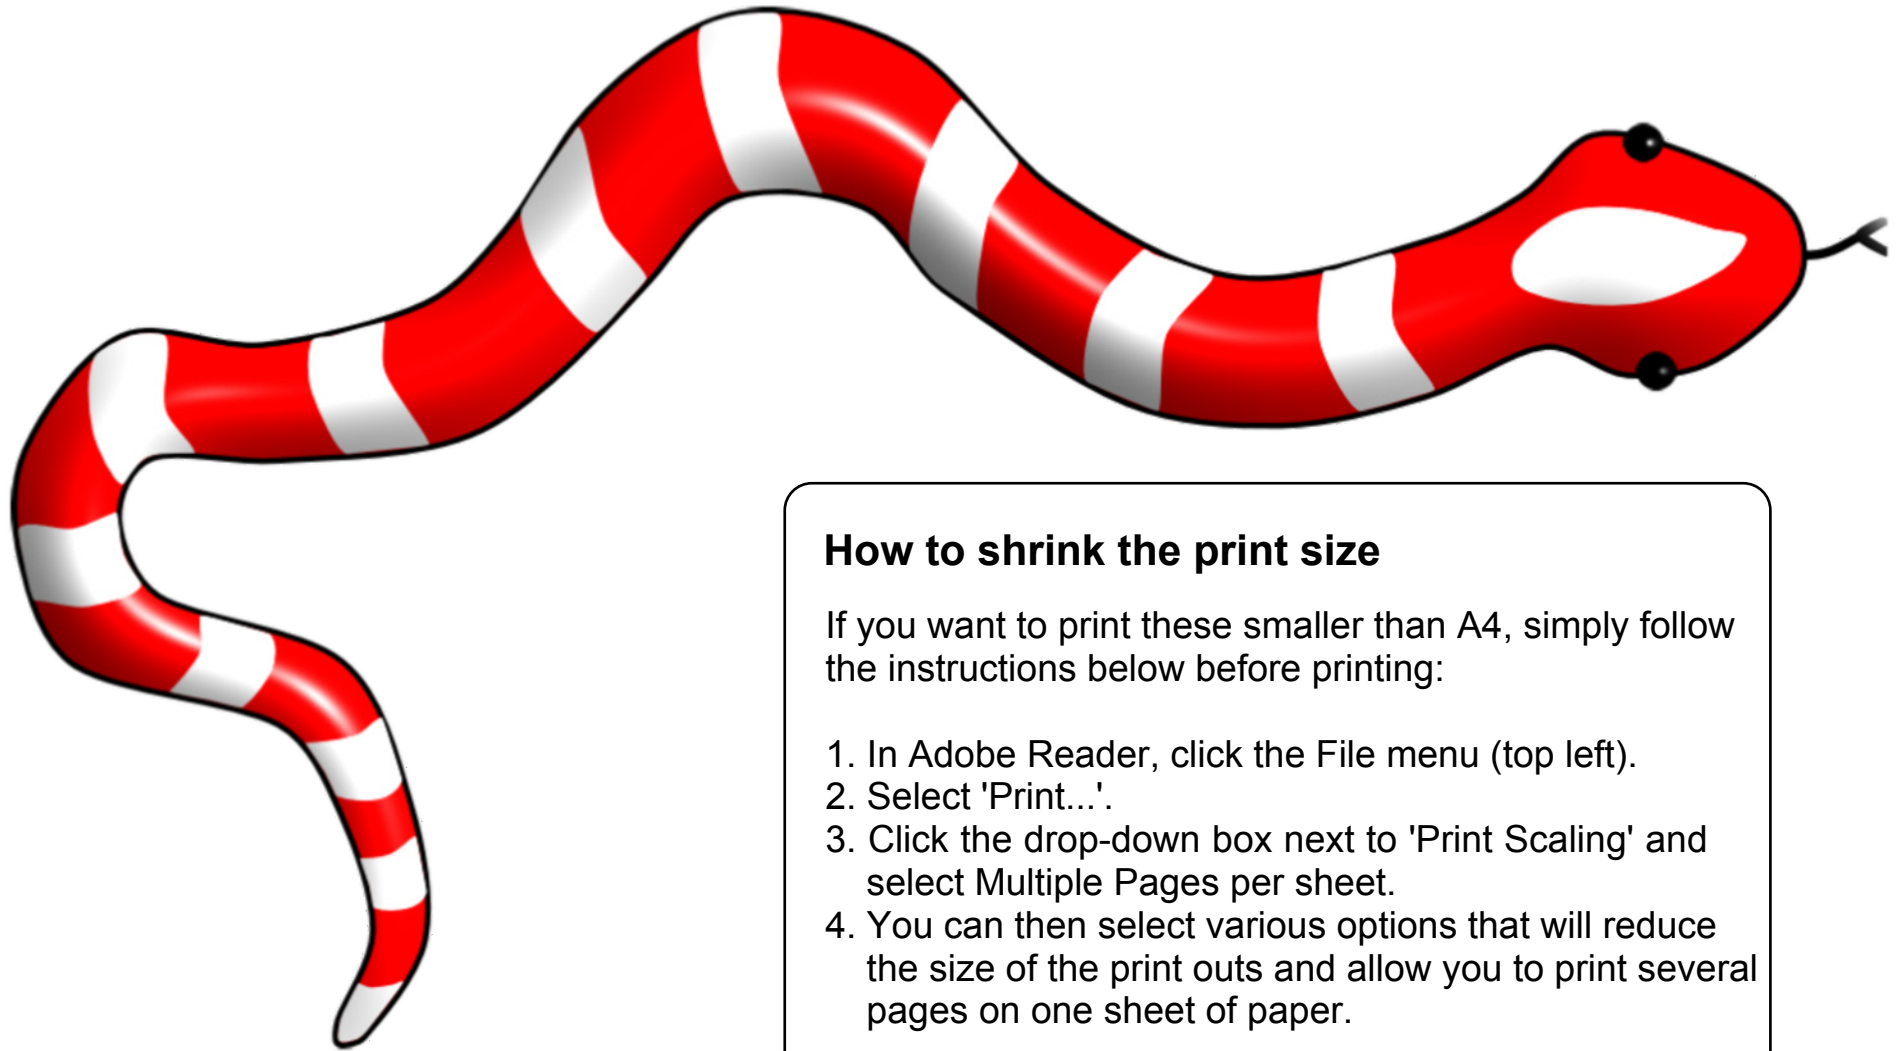 How to shrink the print size
If you want to print these smaller than A4, simply follow
the instructions below before printing:
1. In Adobe Reader, click the File menu (top left).
2. Select 'Print...'.
3. Click the drop-down box next to 'Print Scaling' and
select Multiple Pages per sheet.
4. You can then select various options that will reduce
the size of the print outs and allow you to print several
pages on one sheet of paper.